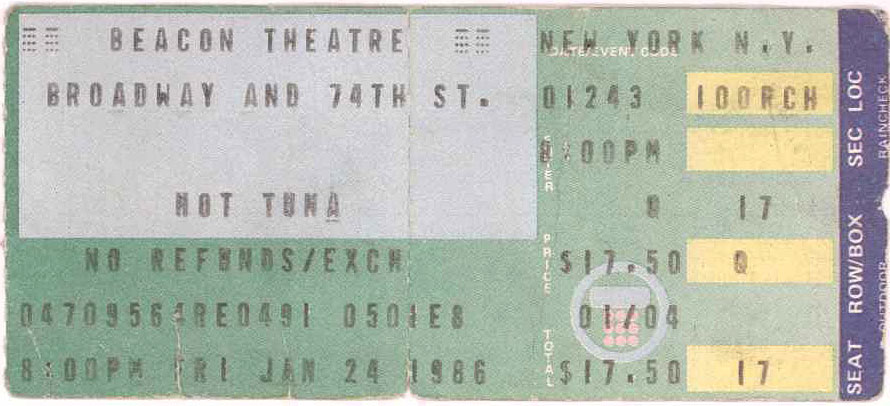 BEACON THEATRE
BROADWAY AND 74TH ST.
HOT TUNA
NO REFUNDS/EXCH
04709564RE0491 0501E8
8:00PM FRI JAN 24 1986
NEW YORK N.Y.
DATE/EVENT CODE
01243 100RCH
8:00PM
Q 17
PRICE
$17.50 Q
01/04
TOTAL
$17.50 17
SEC LOC
ROW/BOX
SEAT
RAINCHECK
OUTDOOR